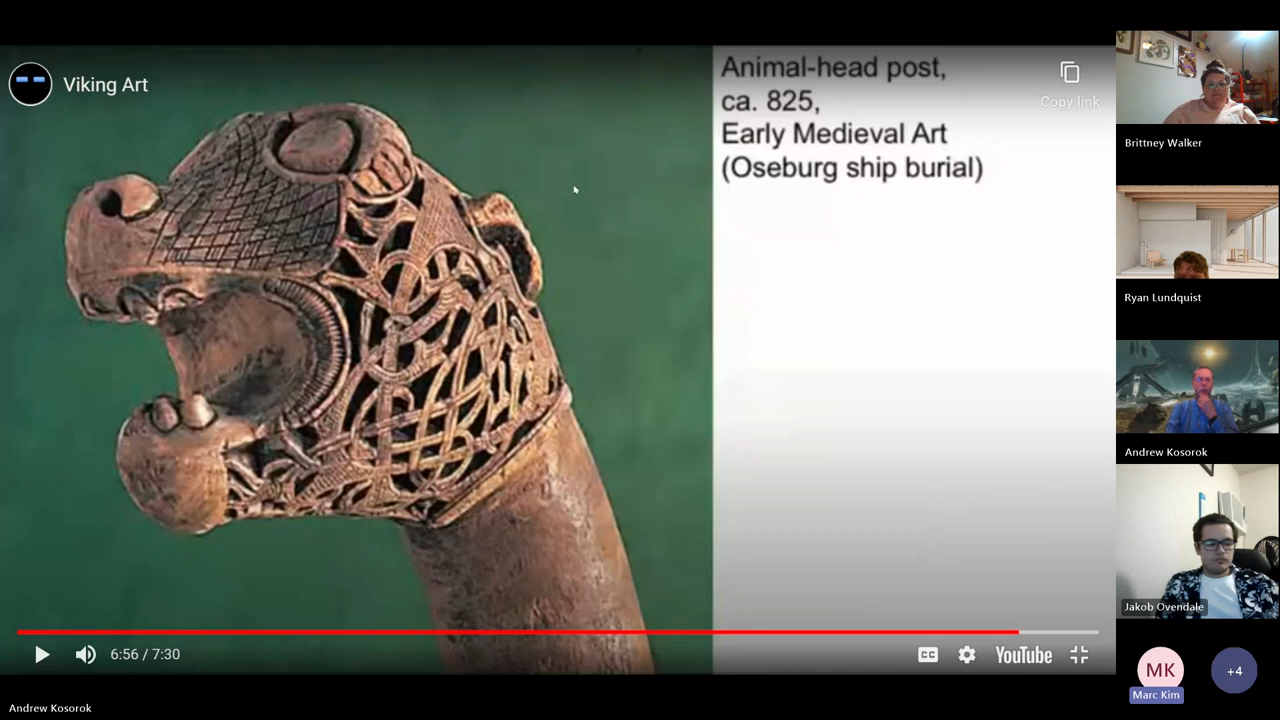 Viking Art
Animal-head post,
ca. 825,
Early Medieval Art
(Oseburg ship burial)
Copy link
6:56 / 7:30
CC
YouTube
Andrew Kosorok
Brittney Walker
Ryan Lundquist
Andrew Kosorok
Jakob Ovendale
MK
Marc Kim
+4